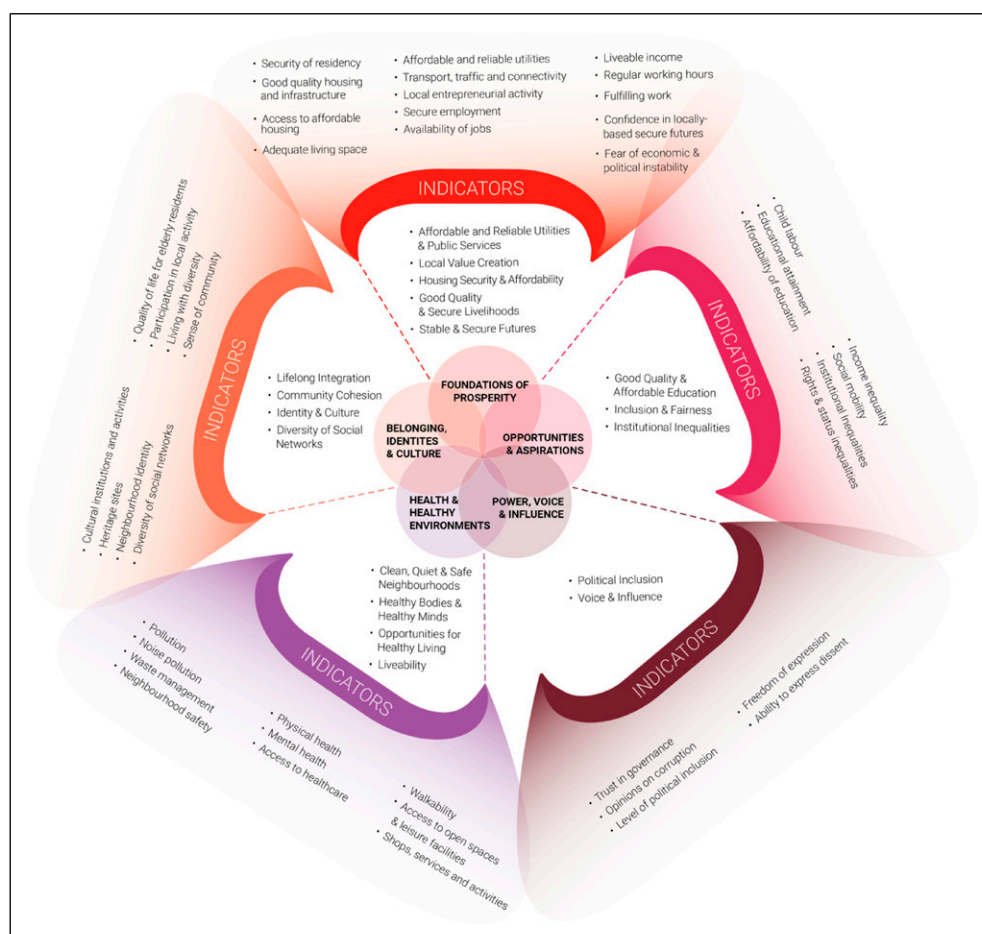 • Security of residency
• Good quality housing
and infrastructure
• Access to affordable
housing
• Adequate living space
• Affordable and reliable utilities
• Transport, traffic and connectivity
• Local entrepreneurial activity
• Secure employment
• Availability of jobs
• Liveable income
• Regular working hours
• Fulfilling work
• Confidence in locally-
based secure futures
• Fear of economic &
political instability
INDICATORS
• Affordable and Reliable Utilities
& Public Services
• Local Value Creation
• Housing Security & Affordability
• Good Quality
& Secure Livelihoods
• Stable & Secure Futures
• Child labour
• Educational attainment
• Affordability of education
• Income inequality
• Social mobility
• Institutional Inequalities
• Rights & status inequalities
INDICATORS
• Good Quality &
Affordable Education
• Inclusion & Fairness
• Institutional Inequalities
• Quality of life for elderly residents
• Participation in local activity
• Living with diversity
• Sense of community
• Cultural institutions and activities
• Heritage sites
• Neighbourhood identity
• Diversity of social networks
INDICATORS
• Lifelong Integration
• Community Cohesion
• Identity & Culture
• Diversity of Social
Networks
FOUNDATIONS OF
PROSPERITY
BELONGING,
IDENTITES
& CULTURE
OPPORTUNITIES
& ASPIRATIONS
HEALTH &
HEALTHY
ENVIRONMENTS
POWER, VOICE
& INFLUENCE
• Clean, Quiet & Safe
Neighbourhoods
• Healthy Bodies &
Healthy Minds
• Opportunities for
Healthy Living
• Liveability
INDICATORS
• Pollution
• Noise pollution
• Waste management
• Neighbourhood safety
• Physical health
• Mental health
• Access to healthcare
• Walkability
• Access to open spaces
& leisure facilities
• Shops, services and activities
• Political Inclusion
• Voice & Influence
INDICATORS
• Freedom of expression
• Ability to express dissent
• Trust in governance
• Opinions on corruption
• Level of political inclusion